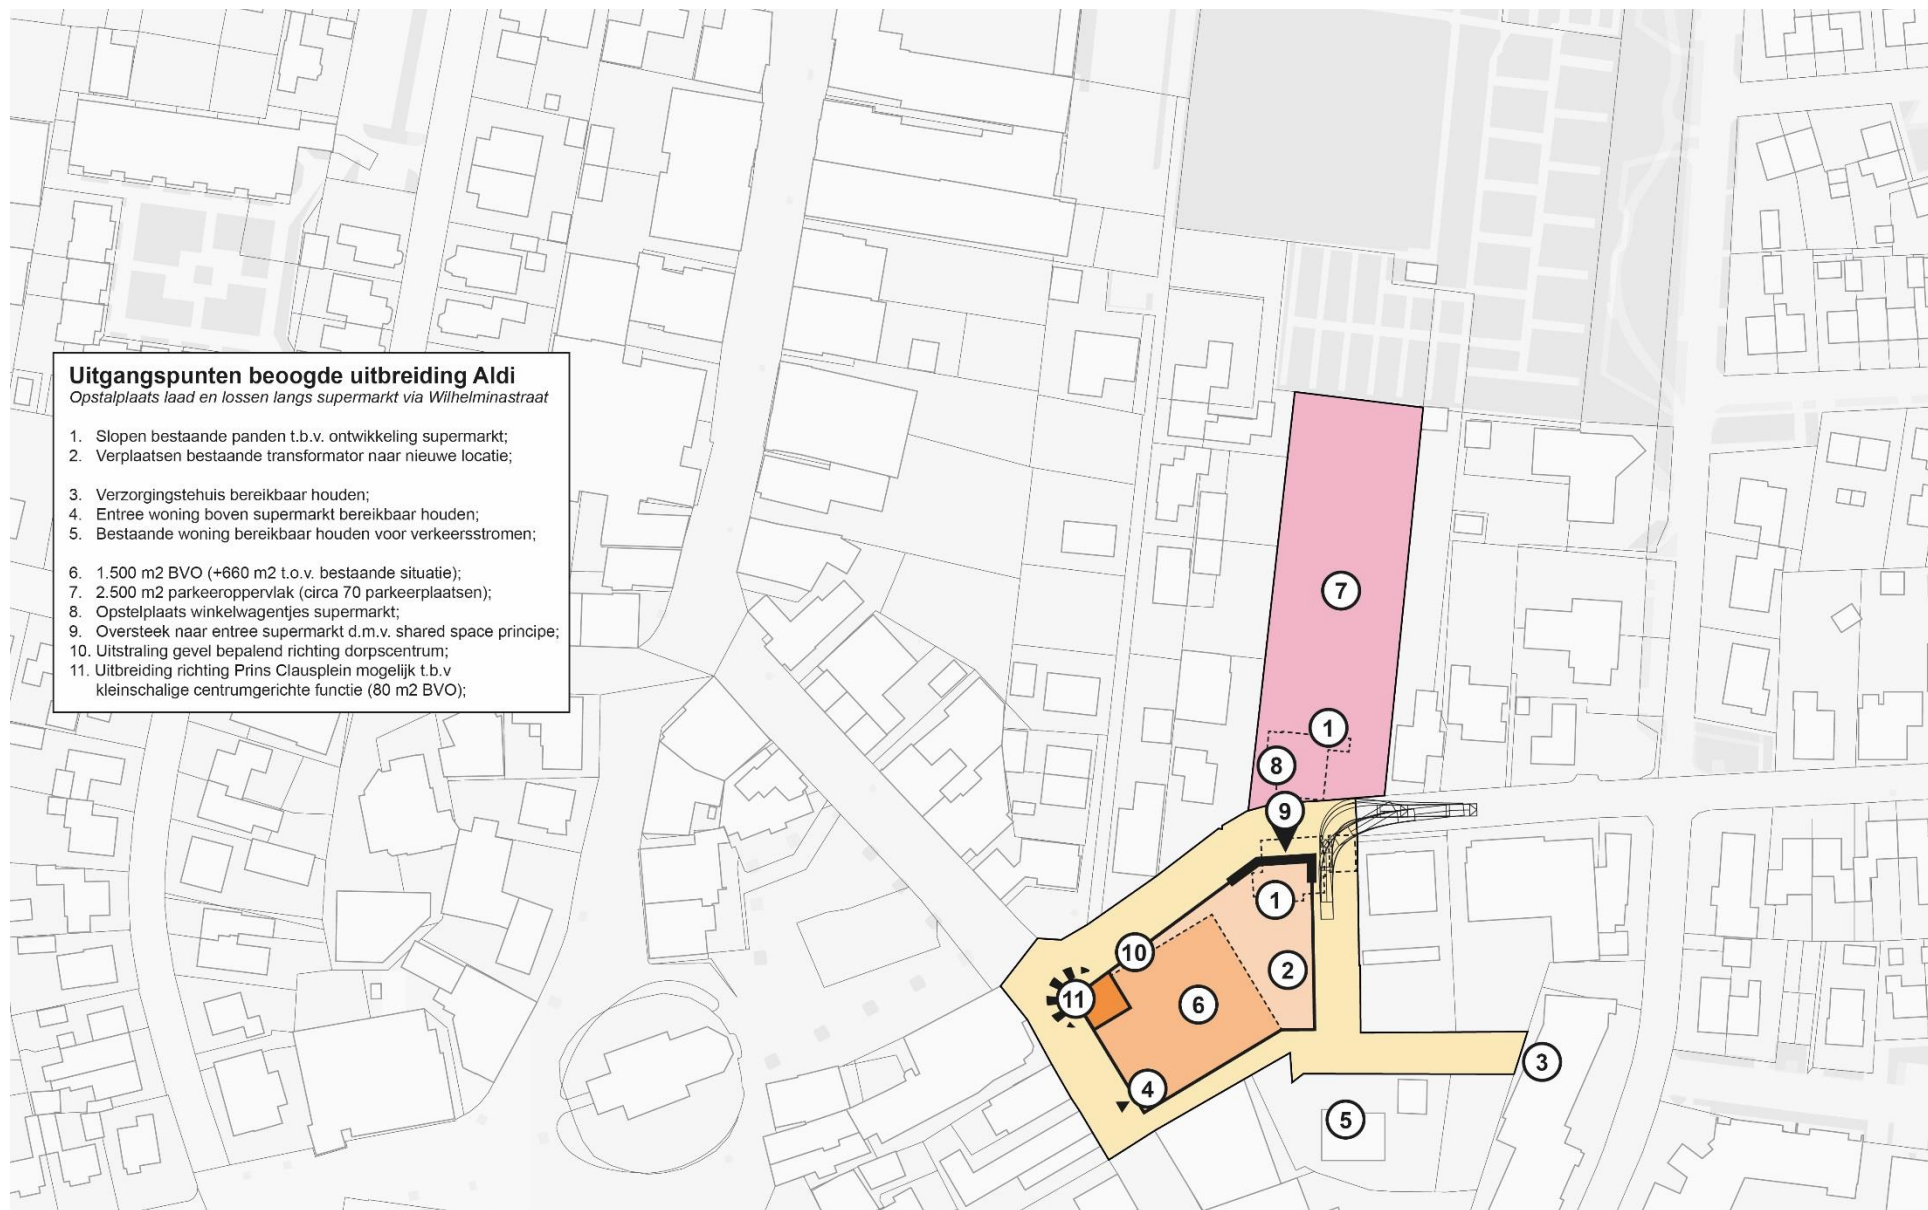 Uitgangspunten beoogde uitbreiding Aldi
Opstalplaats laad en lossen langs supermarkt via Wilhelminastraat
1. Slopen bestaande panden t.b.v. ontwikkeling supermarkt;
2. Verplaatsen bestaande transformator naar nieuwe locatie;
3. Verzorgingstehuis bereikbaar houden;
4. Entree woning boven supermarkt bereikbaar houden;
5. Bestaande woning bereikbaar houden voor verkeersstromen;
6. 1.500 m2 BVO (+660 m2 t.o.v. bestaande situatie);
7. 2.500 m2 parkeeroppervlak (circa 70 parkeerplaatsen);
8. Opstelplaats winkelwagentjes supermarkt;
9. Oversteek naar entree supermarkt d.m.v. shared space principe;
10. Uitstraling gevel bepalend richting dorpscentrum;
11. Uitbreiding richting Prins Clausplein mogelijk t.b.v
kleinschalige centrumgerichte functie (80 m2 BVO);
7
1
8
9
1
10
2
11
6
3
4
5